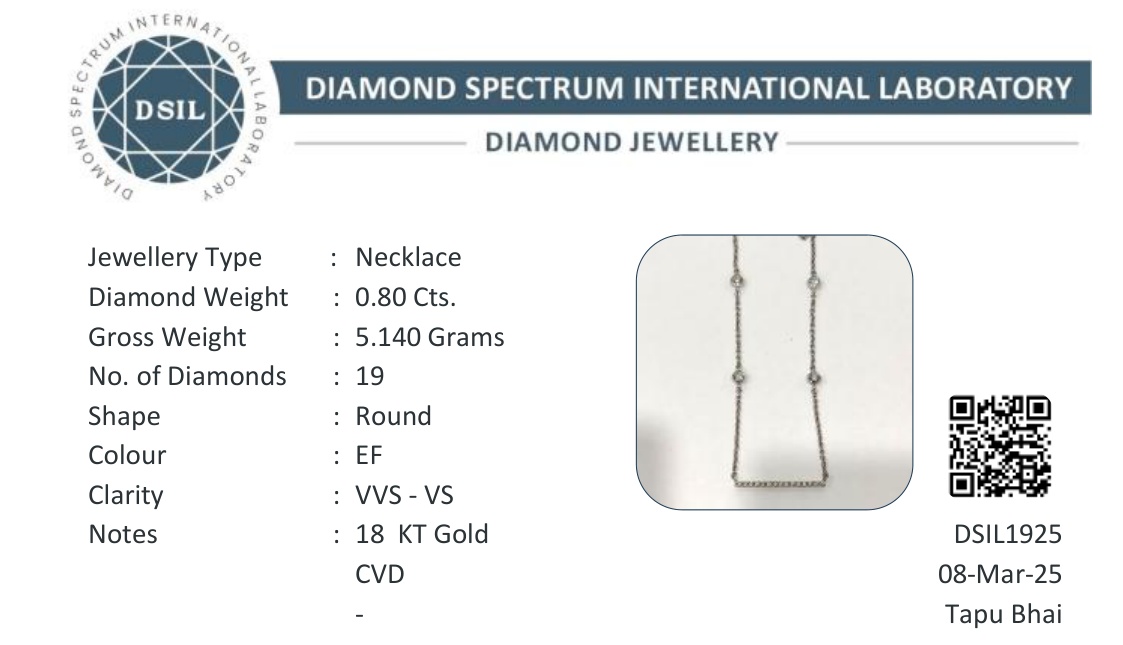 DIAMOND SPECTRUM INTERNATIONAL LABORATORY
DSIL
DIAMOND SPECTRUM INTERNATIONAL LABORATORY
DIAMOND JEWELLERY
Jewellery Type : Necklace
Diamond Weight : 0.80 Cts.
Gross Weight : 5.140 Grams
No. of Diamonds : 19
Shape : Round
Colour : EF
Clarity : VVS - VS
Notes : 18 KT Gold
CVD
-
DSIL1925
08-Mar-25
Tapu Bhai